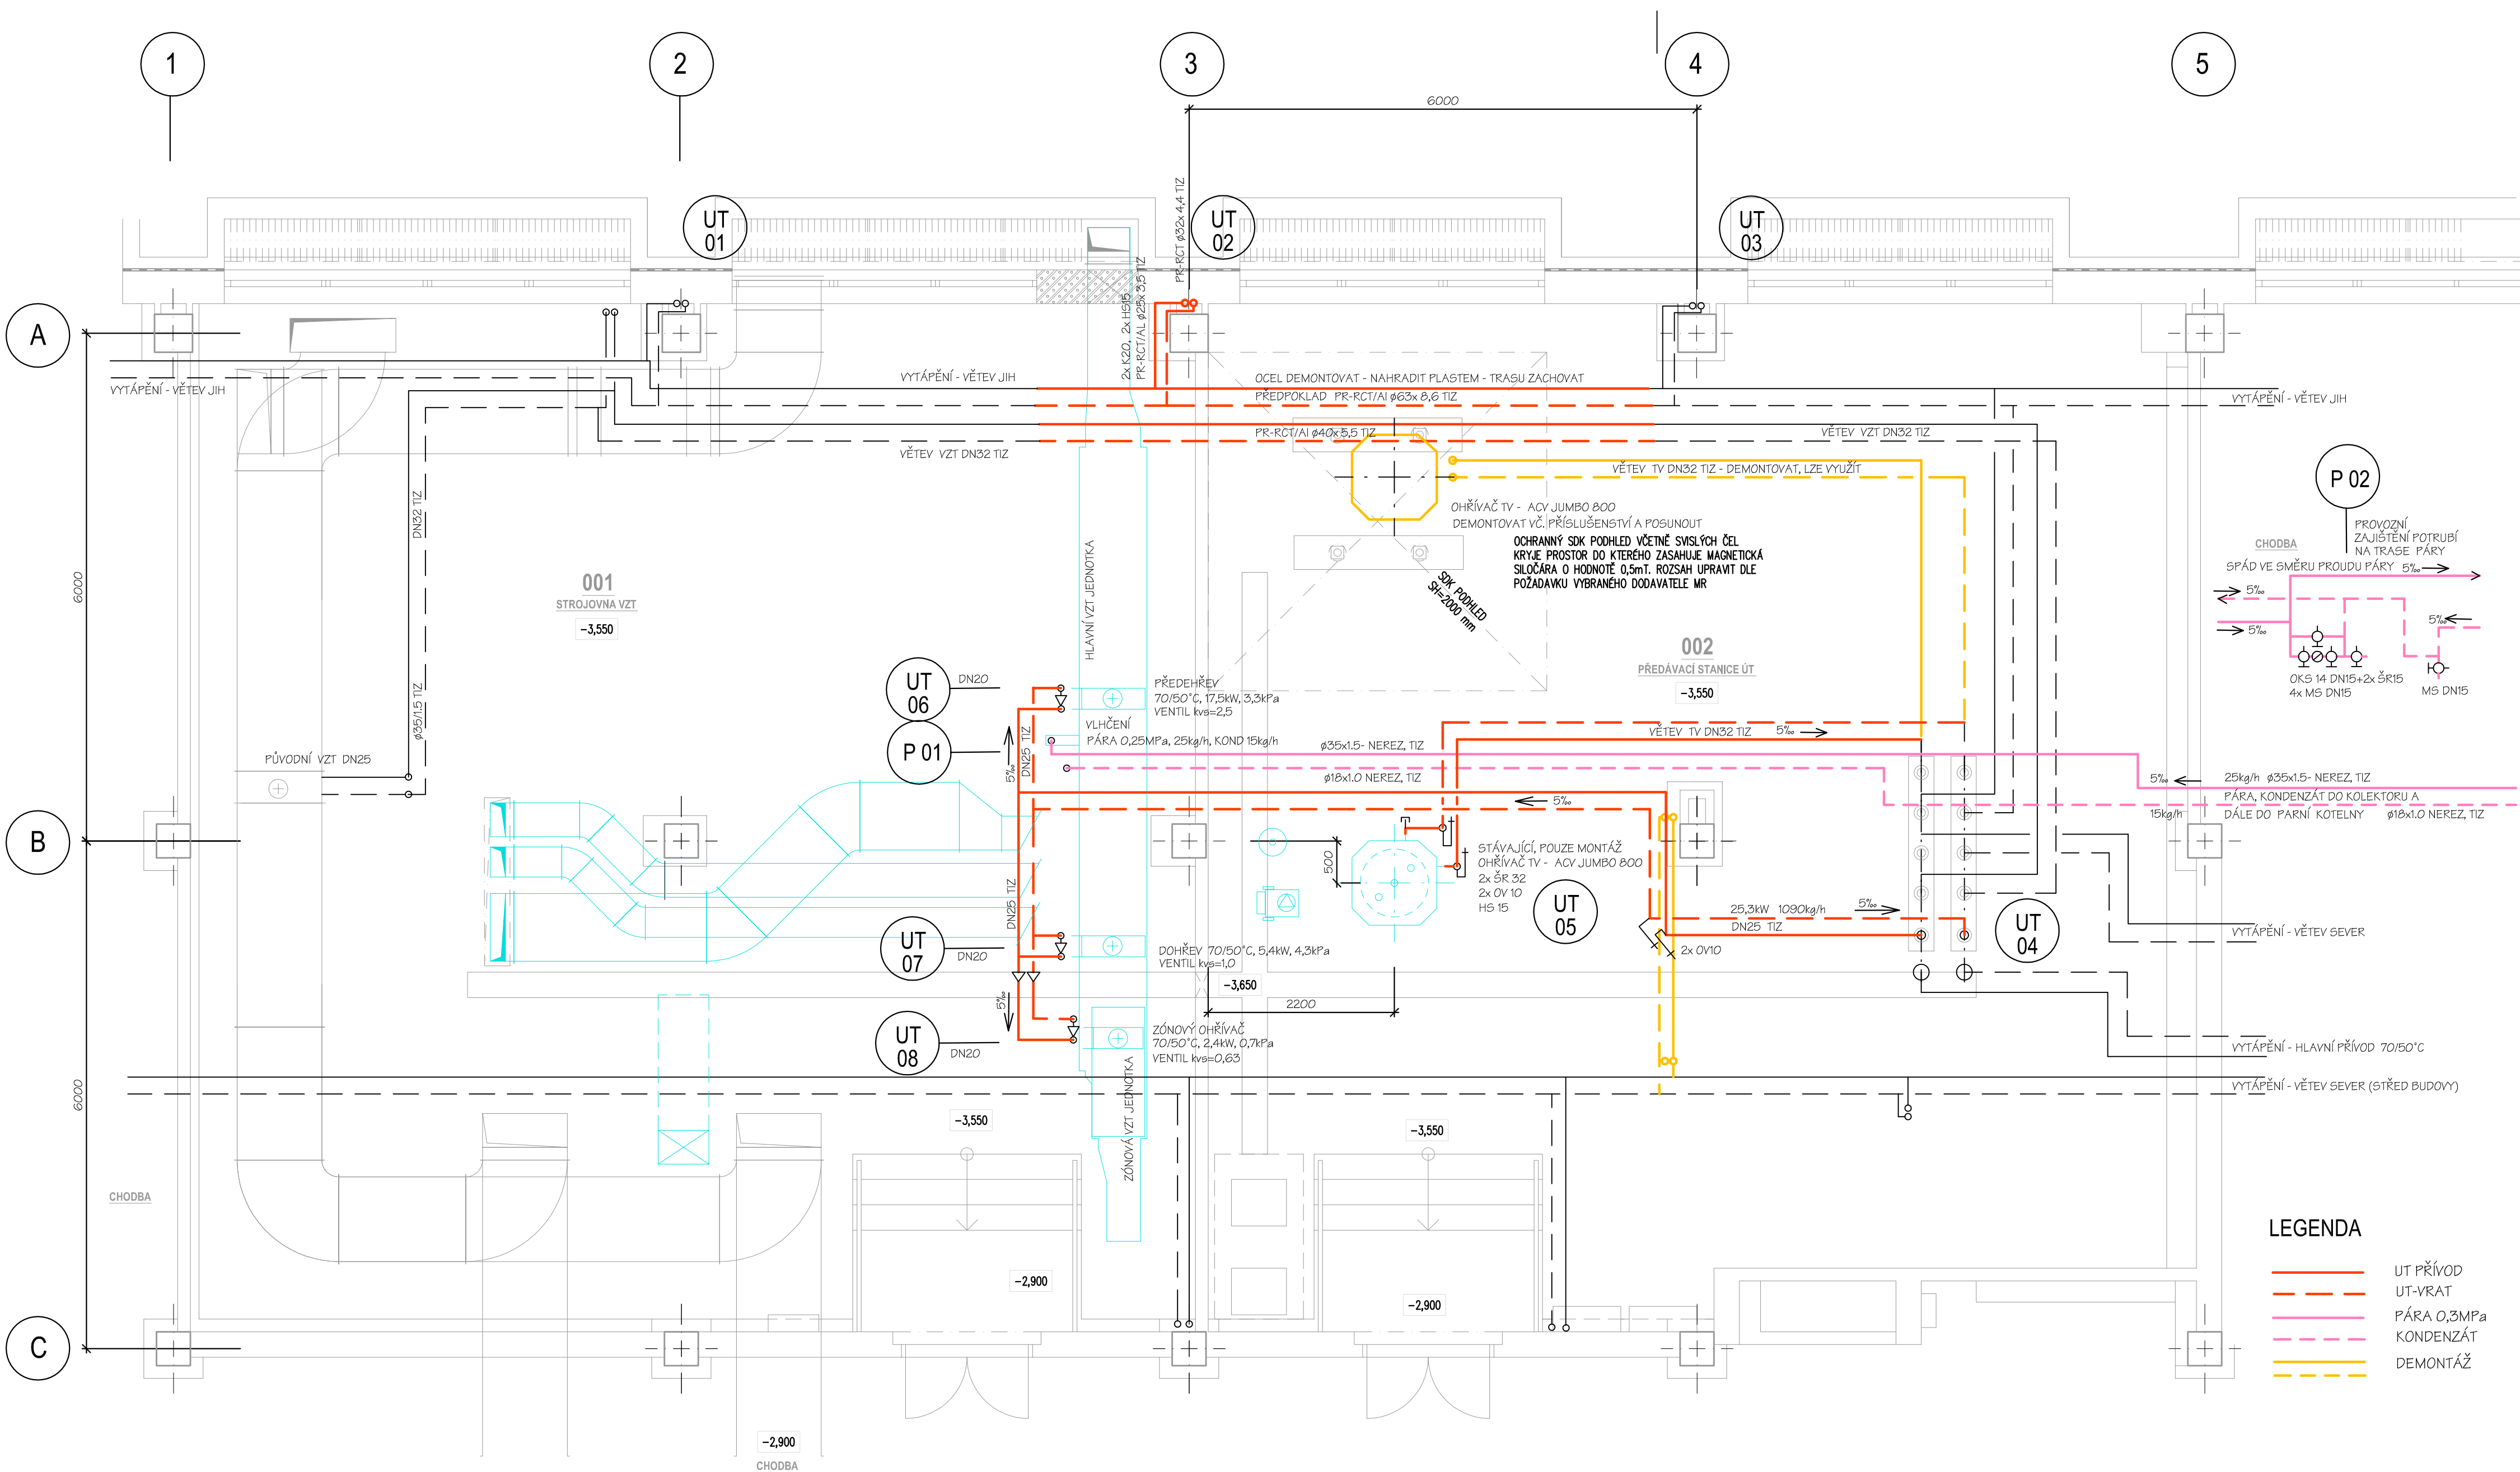 1
2
3
4
5
6000
UT
01
UT
02
UT
03
PR-RCT ø32x 4,4 TIZ
2x K20, 2x HS15
PR-RCT/AL ø25x 3,5 TIZ
A
VYTÁPĚNÍ - VĚTEV JIH
VYTÁPĚNÍ - VĚTEV JIH
OCEL DEMONTOVAT - NAHRADIT PLASTEM - TRASU ZACHOVAT
PŘEDPOKLAD PR-RCT/Al ø63x 8,6 TIZ
VYTÁPĚNÍ - VĚTEV JIH
PR-RCT/Al ø40x 5,5 TIZ
VĚTEV VZT DN32 TIZ
VĚTEV VZT DN32 TIZ
VĚTEV TV DN32 TIZ - DEMONTOVAT, LZE VYUŽÍT
OHŘÍVAČ TV - ACV JUMBO 800
DEMONTOVAT VČ. PŘÍSLUŠENSTVÍ A POSUNOUT
OCHRANNÝ SDK PODHLED VČETNĚ SVISLÝCH ČEL
KRYJE PROSTOR DO KTERÉHO ZASAHUJE MAGNETICKÁ
SILOČÁRA O HODNOTĚ 0,5mT. ROZSAH UPRAVIT DLE
POŽADAVKU VYBRANÉHO DODAVATELE MR
SDK PODHLED
SH=2000 mm
P 02
PROVOZNÍ
ZAJIŠTĚNÍ POTRUBÍ
NA TRASE PÁRY
CHODBA
SPÁD VE SMĚRU PROUDU PÁRY 5‰
5‰
5‰
5‰
OKS 14 DN15+2x ŠR15
4x MS DN15
MS DN15
DN32 TIZ
ø35/1.5 TIZ
6000
001
STROJOVNA VZT
-3,550
HLAVNÍ VZT JEDNOTKA
002
PŘEDÁVACÍ STANICE ÚT
-3,550
UT
06
DN20
PŘEDEHŘEV
70/50°C, 17,5kW, 3,3kPa
VENTIL kvs=2,5
P 01
VLHČENÍ
PÁRA 0,25MPa, 25kg/h, KOND 15kg/h
5‰
DN25 TIZ
ø35x1.5- NEREZ, TIZ
VĚTEV TV DN32 TIZ 5‰
ø18x1.0 NEREZ, TIZ
5‰
PŮVODNÍ VZT DN25
5‰
25kg/h ø35x1.5- NEREZ, TIZ
PÁRA, KONDENZÁT DO KOLEKTORU A
15kg/h
DÁLE DO PARNÍ KOTELNY ø18x1.0 NEREZ, TIZ
B
500
STÁVAJÍCÍ, POUZE MONTÁŽ
OHŘÍVAČ TV - ACV JUMBO 800
2x ŠR 32
2x OV 10
HS 15
UT
05
25,3kW 1090kg/h 5‰
DN25 TIZ
2x OV10
UT
04
VYTÁPĚNÍ - VĚTEV SEVER
DN25 TIZ
UT
07
DN20
DOHŘEV 70/50°C, 5,4kW, 4,3kPa
VENTIL kvs=1,0
-3,650
2200
5‰
UT
08
DN20
ZÓNOVÝ OHŘÍVAČ
70/50°C, 2,4kW, 0,7kPa
VENTIL kvs=0,63
VYTÁPĚNÍ - HLAVNÍ PŘÍVOD 70/50°C
VYTÁPĚNÍ - VĚTEV SEVER (STŘED BUDOVY)
6000
-3,550
ZÓNOVÁ VZT JEDNOTKA
-3,550
CHODBA
-2,900
-2,900
C
-2,900
CHODBA
LEGENDA
UT PŘÍVOD
UT-VRAT
PÁRA 0,3MPa
KONDENZÁT
DEMONTÁŽ